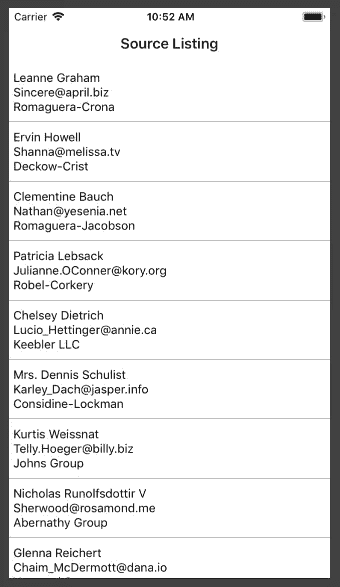 Carrier 10:52 AM
Source Listing
Leanne Graham
Sincere@april.biz
Romaguera-Crona
Ervin Howell
Shanna@melissa.tv
Deckow-Crist
Clementine Bauch
Nathan@yesenia.net
Romaguera-Jacobson
Patricia Lebsack
Julianne.OConner@kory.org
Robel-Corkery
Chelsey Dietrich
Lucio_Hettinger@annie.ca
Keebler LLC
Mrs. Dennis Schulist
Karley_Dach@jasper.info
Considine-Lockman
Kurtis Weissnat
Telly.Hoeger@billy.biz
Johns Group
Nicholas Runolfsdottir V
Sherwood@rosamond.me
Abernathy Group
Glenna Reichert
Chaim_McDermott@dana.io